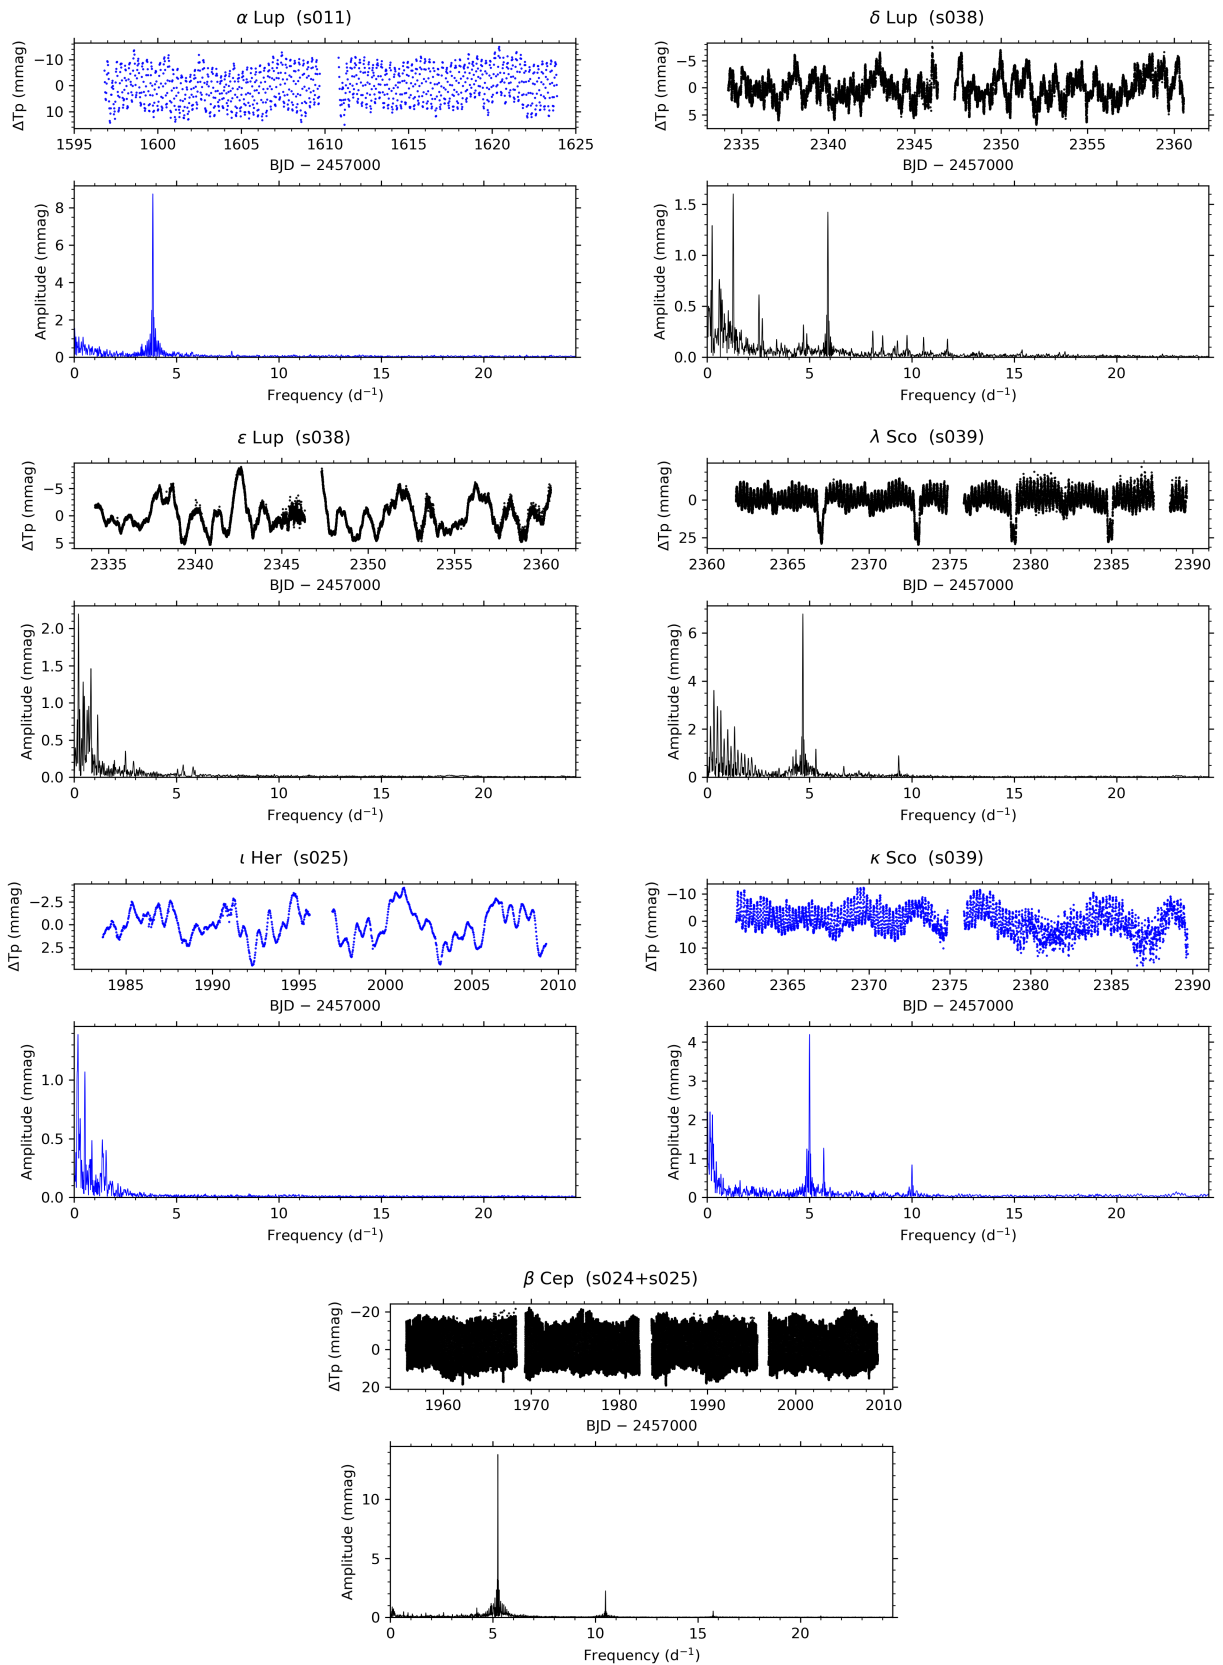 α Lup (s011)
ΔTp (mmag)
−10
0
10
1595 1600 1605 1610 1615 1620 1625
BJD − 2457000
Amplitude (mmag)
8
6
4
2
0
0 5 10 15 20
Frequency (d⁻¹)
δ Lup (s038)
ΔTp (mmag)
−5
0
5
2335 2340 2345 2350 2355 2360
BJD − 2457000
Amplitude (mmag)
1.5
1.0
0.5
0.0
0 5 10 15 20
Frequency (d⁻¹)
ε Lup (s038)
ΔTp (mmag)
−5
0
5
2335 2340 2345 2350 2355 2360
BJD − 2457000
Amplitude (mmag)
2.0
1.5
1.0
0.5
0.0
0 5 10 15 20
Frequency (d⁻¹)
λ Sco (s039)
ΔTp (mmag)
0
25
2360 2365 2370 2375 2380 2385 2390
BJD − 2457000
Amplitude (mmag)
6
4
2
0
0 5 10 15 20
Frequency (d⁻¹)
ι Her (s025)
ΔTp (mmag)
−2.5
0.0
2.5
1985 1990 1995 2000 2005 2010
BJD − 2457000
Amplitude (mmag)
1.0
0.5
0.0
0 5 10 15 20
Frequency (d⁻¹)
κ Sco (s039)
ΔTp (mmag)
−10
0
10
2360 2365 2370 2375 2380 2385 2390
BJD − 2457000
Amplitude (mmag)
4
3
2
1
0
0 5 10 15 20
Frequency (d⁻¹)
β Cep (s024+s025)
ΔTp (mmag)
−20
0
20
1960 1970 1980 1990 2000 2010
BJD − 2457000
Amplitude (mmag)
10
5
0
0 5 10 15 20
Frequency (d⁻¹)